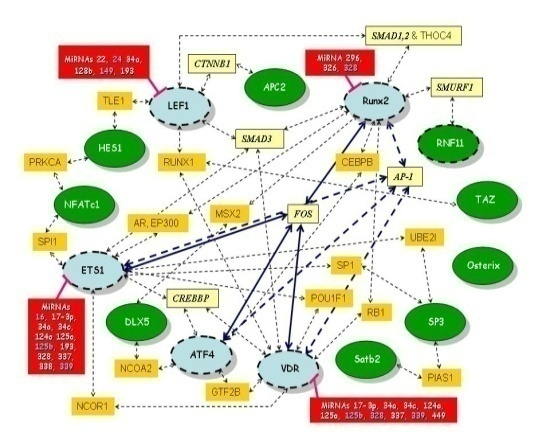 SMAD1,2 & THOC4
MiRNAs 22, 24 34a,
128b, 149, 193
CTNNB1
MiRNA 296,
326, 328
APC2
SMURF1
TLE1
LEF1
Runx2
HES1
SMAD3
RNF11
PRKCA
RUNX1
CEBPB
AP-1
NFATc1
TAZ
AR, EP300
MSX2
FOS
SPI1
UBE2I
ETS1
SP1
Osterix
MiRNAs
16, 17-3p,
34a, 34c,
124a 125a,
125b, 193,
328, 337,
338, 339
CREBBP
POU1F1
RB1
DLX5
SP3
ATF4
VDR
Satb2
NCOA2
GTF2B
PIAS1
NCOR1
MiRNAs 17-3p, 34a, 34c, 124a,
125a, 125b, 328, 337, 339, 449